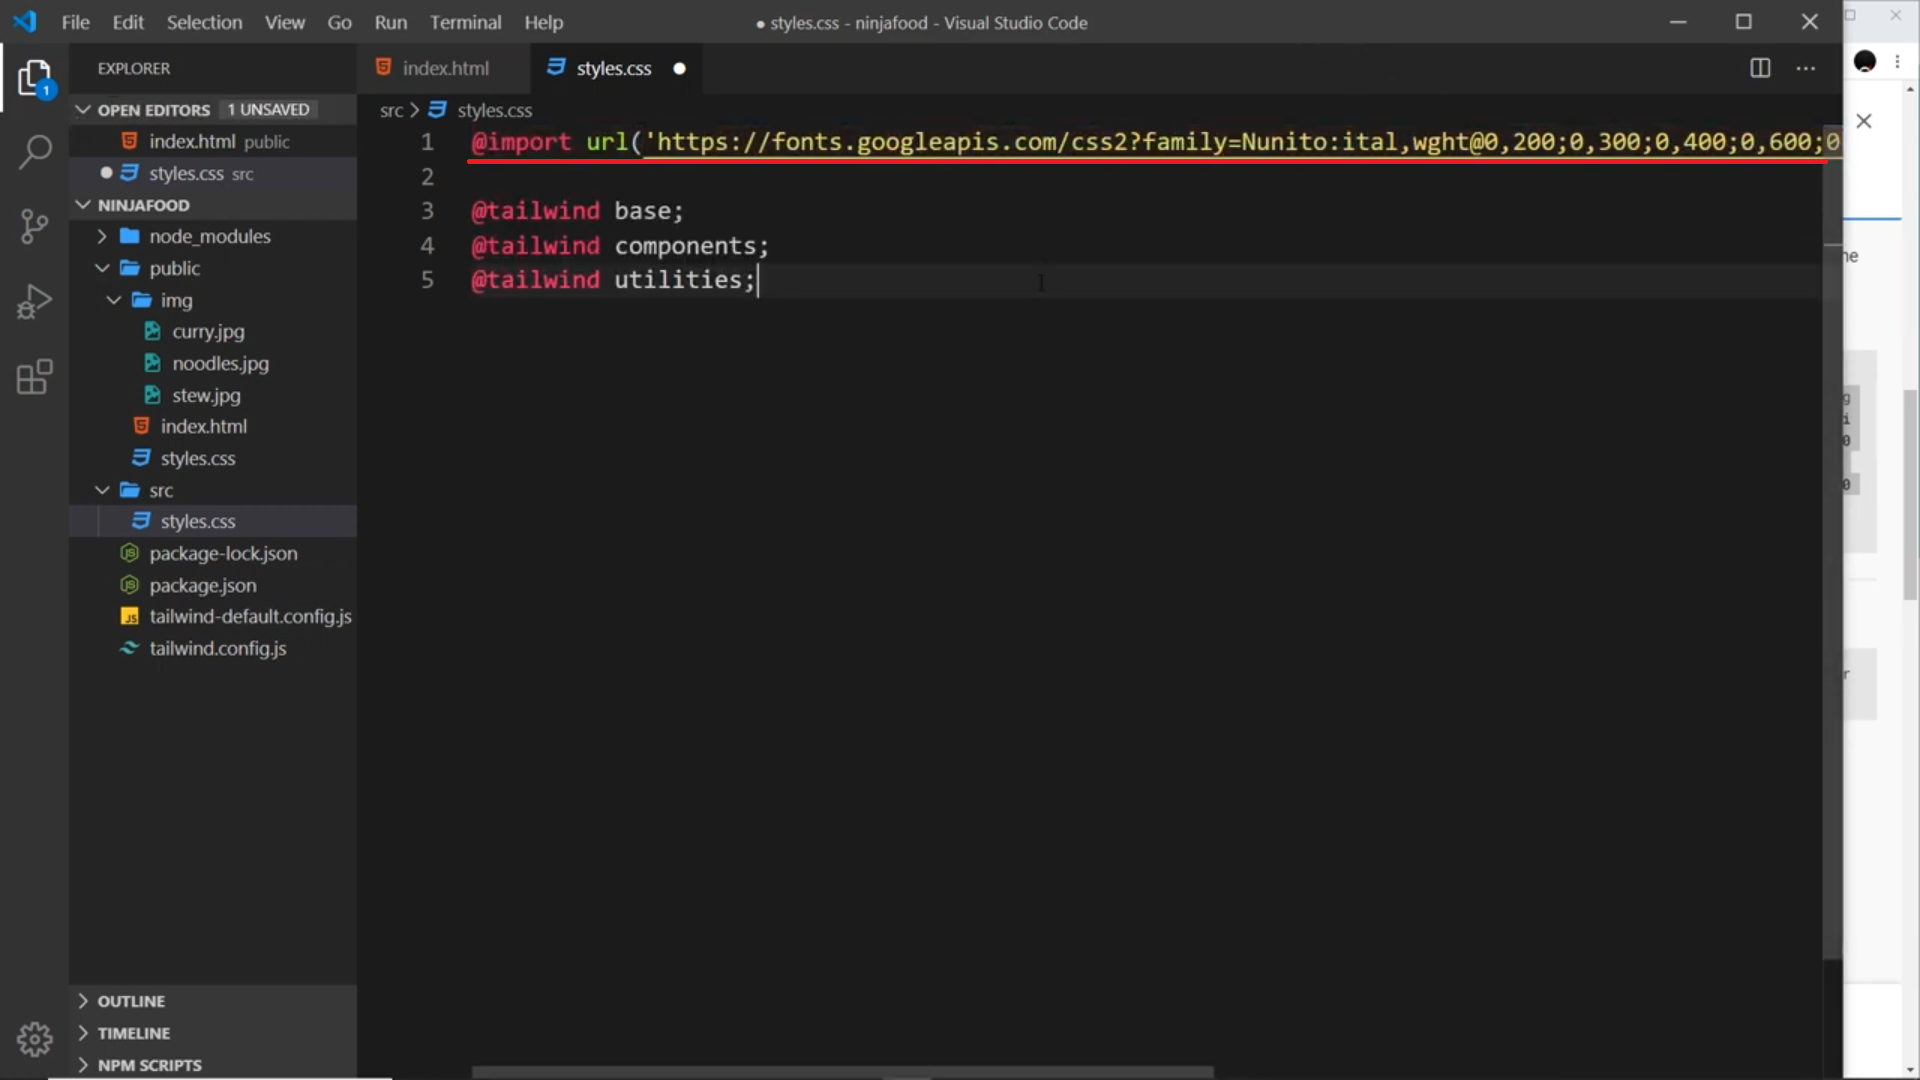 File Edit Selection View Go Run Terminal Help
● styles.css - ninjafood - Visual Studio Code
EXPLORER
OPEN EDITORS 1 UNSAVED
index.html public
styles.css src
NINJAFOOD
node_modules
public
img
curry.jpg
noodles.jpg
stew.jpg
index.html
styles.css
src
styles.css
package-lock.json
package.json
tailwind-default.config.js
tailwind.config.js
OUTLINE
TIMELINE
NPM SCRIPTS
1
index.html
styles.css
src > styles.css
1 @import url('https://fonts.googleapis.com/css2?family=Nunito:ital,wght@0,200;0,300;0,400;0,600;0
2
3 @tailwind base;
4 @tailwind components;
5 @tailwind utilities;